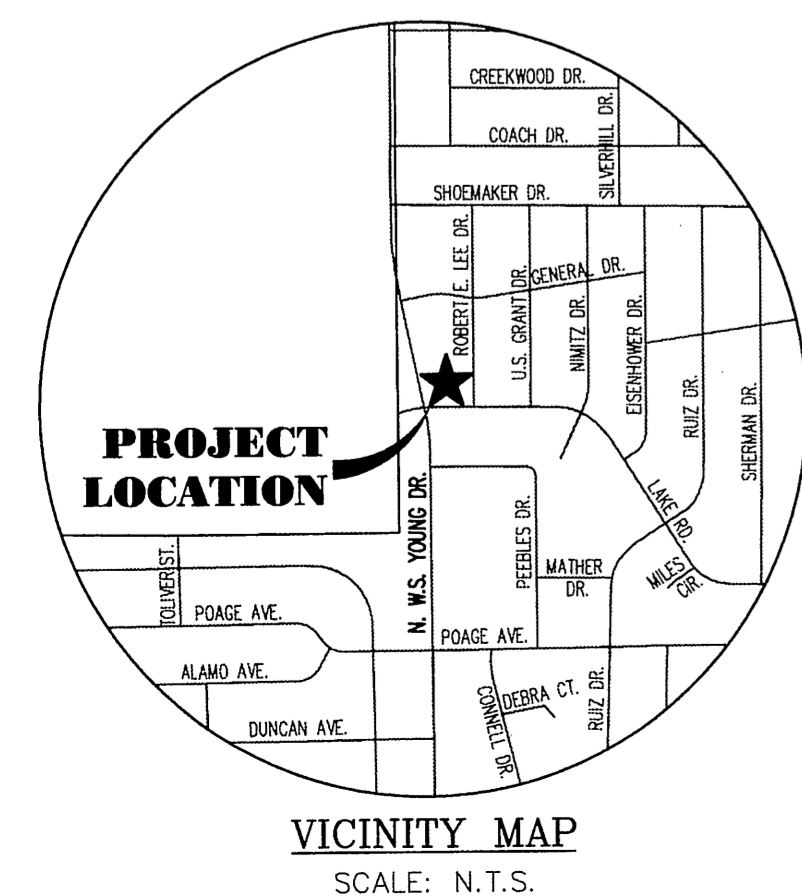 CREEKWOOD DR.
SILVERHILL DR.
COACH DR.
SHOEMAKER DR.
ROBERT E. LEE DR.
U.S. GRANT DR.
GENERAL DR.
NIMITZ DR.
EISENHOWER DR.
RUIZ DR.
SHERMAN DR.
PROJECT
LOCATION
N. W.S. YOUNG DR.
PEEBLES DR.
LAKE RD.
MATHER
DR.
MILES
CIR.
TOLIVER ST.
POAGE AVE.
POAGE AVE.
ALAMO AVE.
DUNCAN AVE.
CONNELL DR.
DEBRA CT.
RUIZ DR.
VICINITY MAP
SCALE: N.T.S.